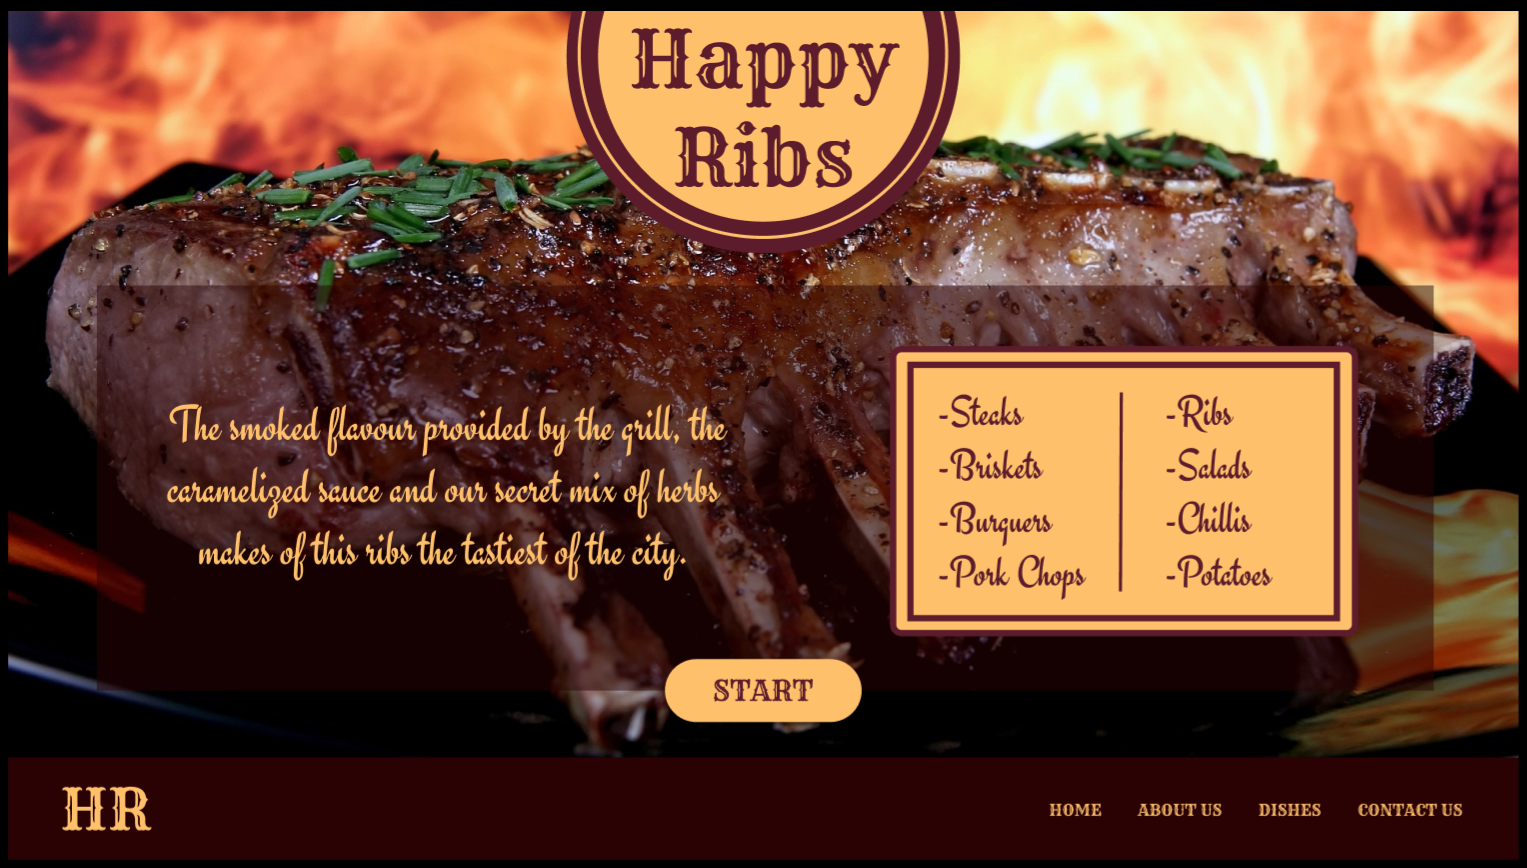 Happy
Ribs
The smoked flavour provided by the grill, the
caramelized sauce and our secret mix of herbs
makes of this ribs the tastiest of the city.
-Steaks
-Briskets
-Burguers
-Pork Chops
-Ribs
-Salads
-Chillis
-Potatoes
START
HR
HOME ABOUT US DISHES CONTACT US